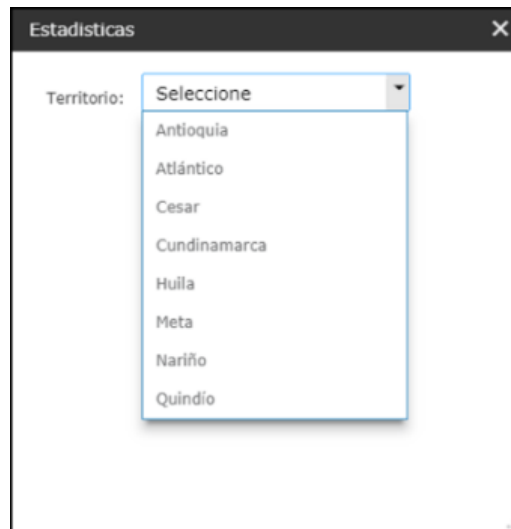 Estadisticas
Territorio:
Seleccione
Antioquia
Atlántico
Cesar
Cundinamarca
Huila
Meta
Nariño
Quindío